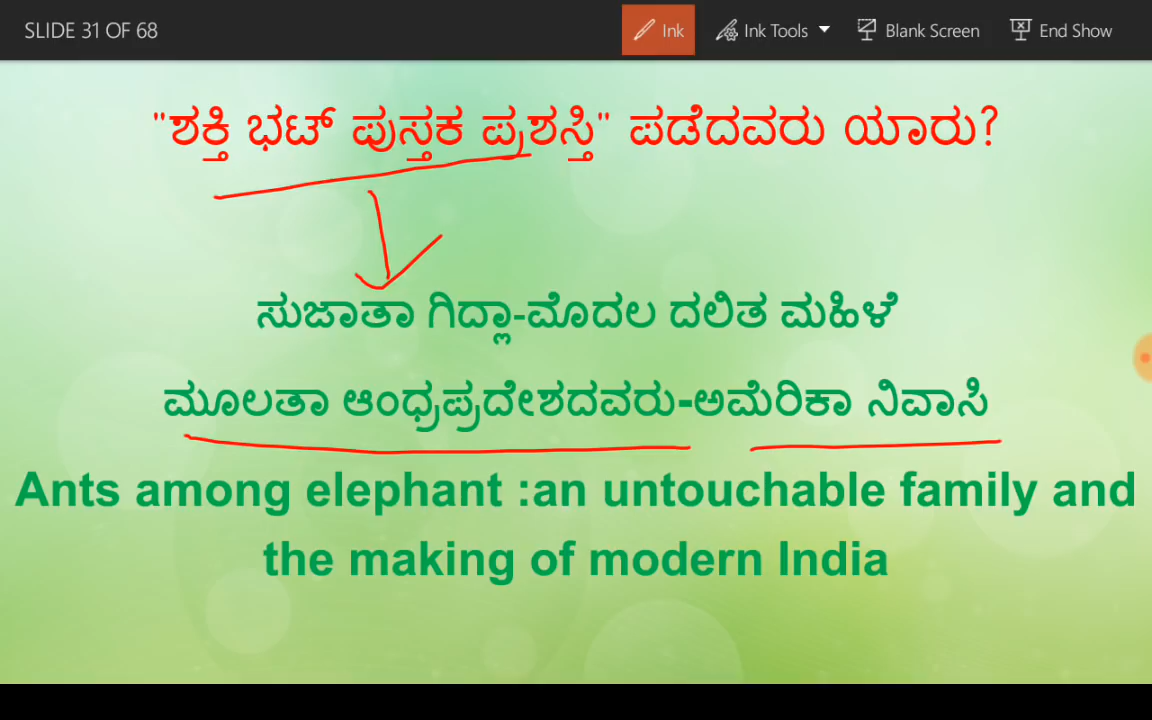 SLIDE 31 OF 68 Ink Ink Tools Blank Screen End Show
"ಶಕ್ತಿ ಭಟ್ ಪುಸ್ತಕ ಪ್ರಶಸ್ತಿ" ಪಡೆದವರು ಯಾರು?
ಸುಜಾತಾ ಗಿದ್ಲಾ-ಮೊದಲ ದಲಿತ ಮಹಿಳೆ
ಮೂಲತಾ ಆಂಧ್ರಪ್ರದೇಶದವರು-ಅಮೆರಿಕಾ ನಿವಾಸಿ
Ants among elephant :an untouchable family and
the making of modern India